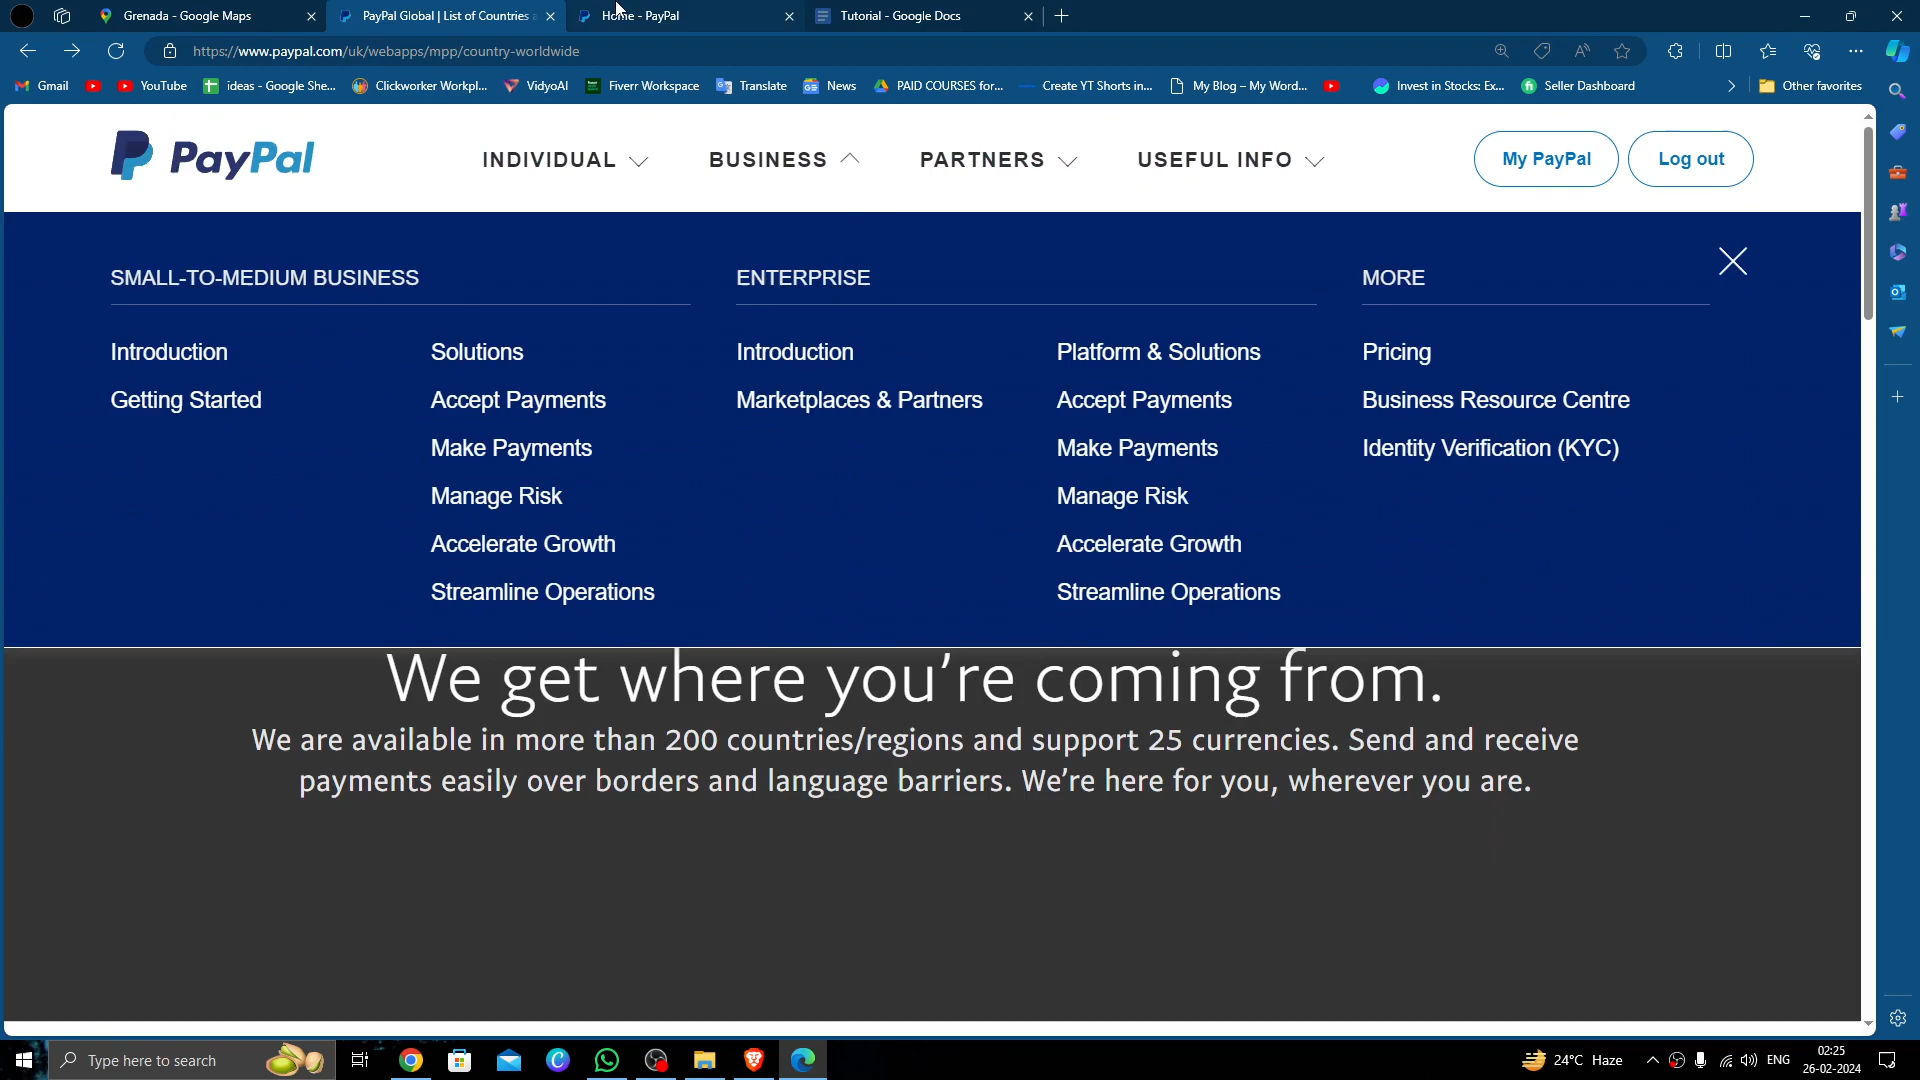 Grenada - Google Maps
PayPal Global | List of Countries a
Home - PayPal
Tutorial - Google Docs
https://www.paypal.com/uk/webapps/mpp/country-worldwide
Gmail
YouTube
ideas - Google She...
Clickworker Workpl...
VidyoAI
Fiverr Workspace
Translate
News
PAID COURSES for...
Create YT Shorts in...
My Blog – My Word...
Invest in Stocks: Ex...
Seller Dashboard
Other favorites
PayPal
INDIVIDUAL
BUSINESS
PARTNERS
USEFUL INFO
My PayPal
Log out
SMALL-TO-MEDIUM BUSINESS
Introduction
Getting Started
Solutions
Accept Payments
Make Payments
Manage Risk
Accelerate Growth
Streamline Operations
ENTERPRISE
Introduction
Marketplaces & Partners
Platform & Solutions
Accept Payments
Make Payments
Manage Risk
Accelerate Growth
Streamline Operations
MORE
Pricing
Business Resource Centre
Identity Verification (KYC)
We get where you're coming from.
We are available in more than 200 countries/regions and support 25 currencies. Send and receive
payments easily over borders and language barriers. We're here for you, wherever you are.
Type here to search
24°C Haze
ENG
02:25
26-02-2024